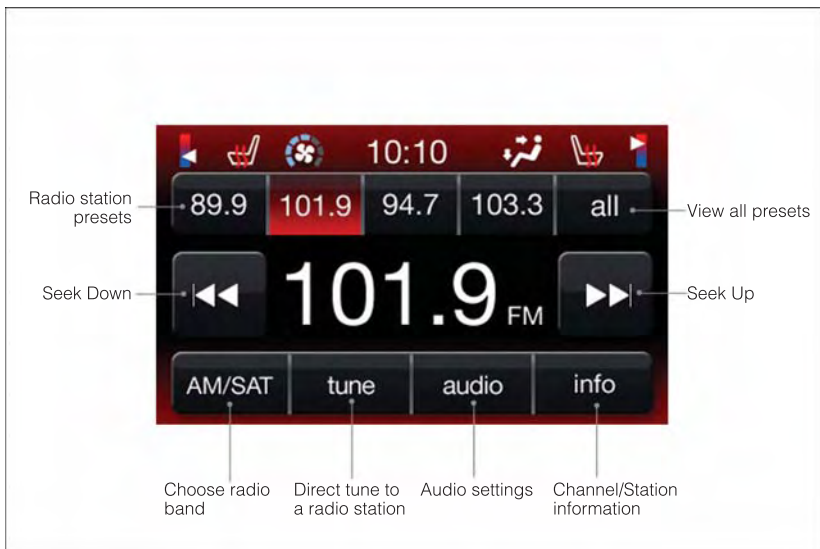 10:10
Radio station
presets
89.9 101.9 94.7 103.3 all
View all presets
Seek Down
101.9 FM
Seek Up
AM/SAT tune audio info
Choose radio
band
Direct tune to
a radio station
Audio settings
Channel/Station
information